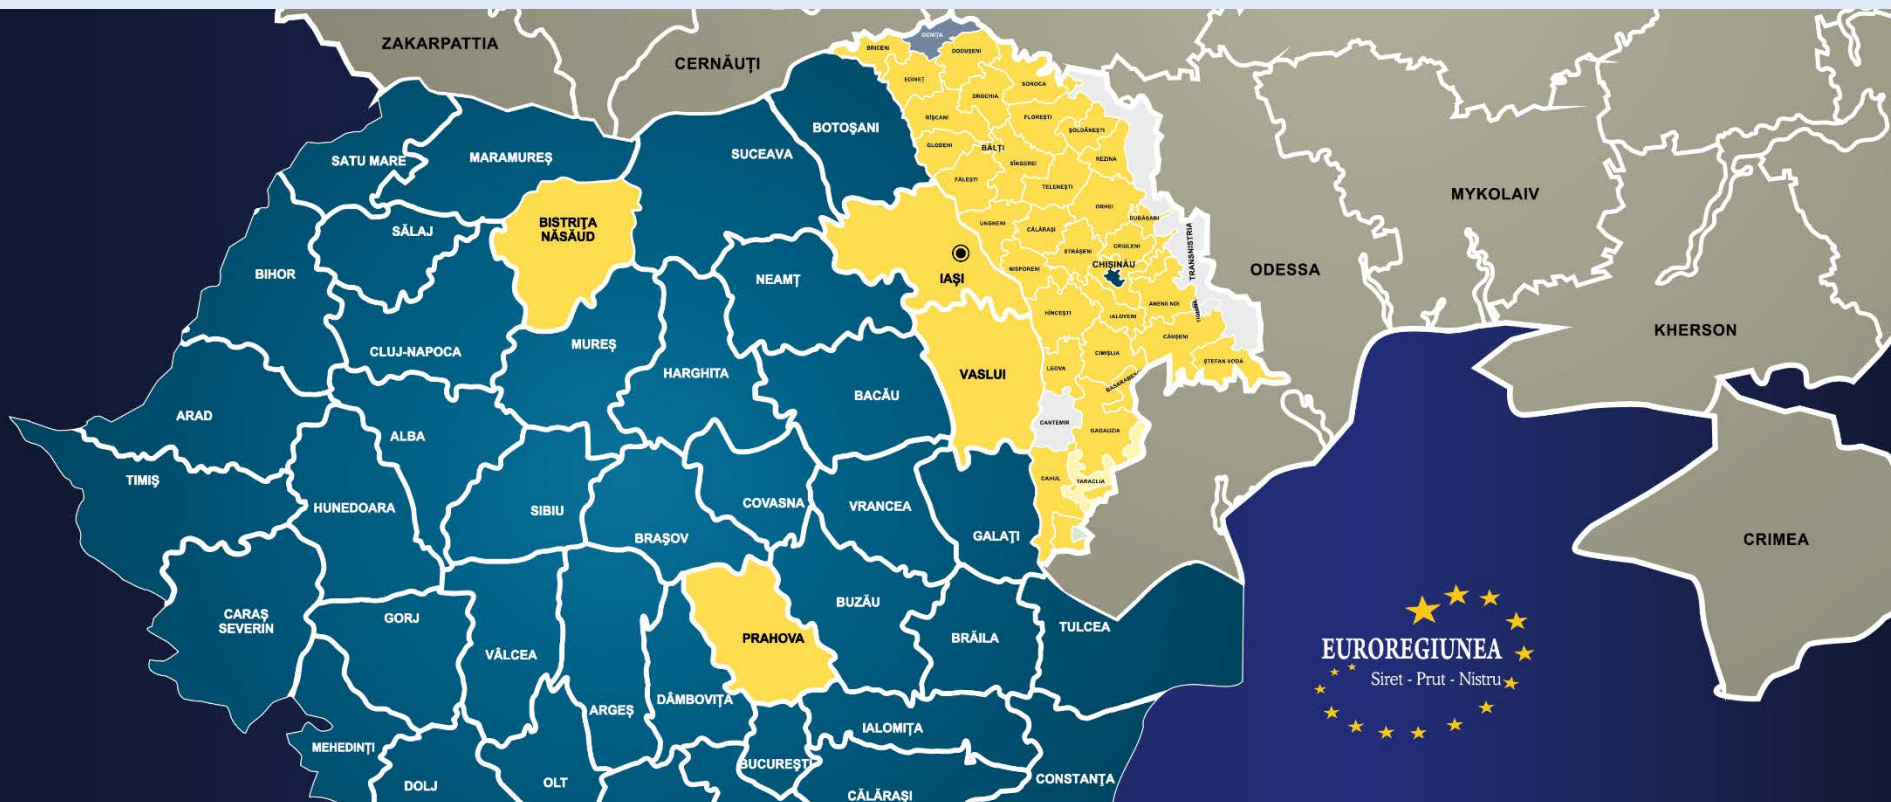 ZAKARPATTIA
CERNĂUȚI
OCNIȚA
BRICENI
DODUȘENI
EDINEȚ
SOROCA
DROCHIA
BOTOȘANI
RÎȘCANI
FLOREȘTI
ȘOLDĂNEȘTI
SUCEAVA
GLODENI
BĂLȚI
SÎNGEREI
REZINA
SATU MARE
MARAMUREȘ
FĂLEȘTI
TELENEȘTI
MYKOLAIV
ORHEI
DUBĂSARI
BISTRIȚA
NĂSĂUD
SĂLAJ
UNGHENI
CĂLĂRAȘI
STRĂȘENI
CRIULENI
TRANSNISTRIA
BIHOR
NEAMȚ
IAȘI
NISPORENI
CHIȘINĂU
ODESSA
HÎNCEȘTI
IALOVENI
ANENII NOI
KHERSON
CLUJ-NAPOCA
MUREȘ
CĂUȘENI
HARGHITA
VASLUI
LEOVA
CIMIȘLIA
ȘTEFAN VODĂ
BACĂU
ARAD
ALBA
CANTEMIR
GAGAUZIA
TIMIȘ
HUNEDOARA
SIBIU
COVASNA
VRANCEA
CAHUL
TARACLIA
BRAȘOV
GALAȚI
CRIMEA
CARAȘ
SEVERIN
GORJ
BUZĂU
VÂLCEA
PRAHOVA
BRĂILA
TULCEA
EUROREGIUNEA
Siret - Prut - Nistru
ARGEȘ
DÂMBOVIȚA
IALOMIȚA
MEHEDINȚI
DOLJ
OLT
BUCUREȘTI
CĂLĂRAȘI
CONSTANȚA